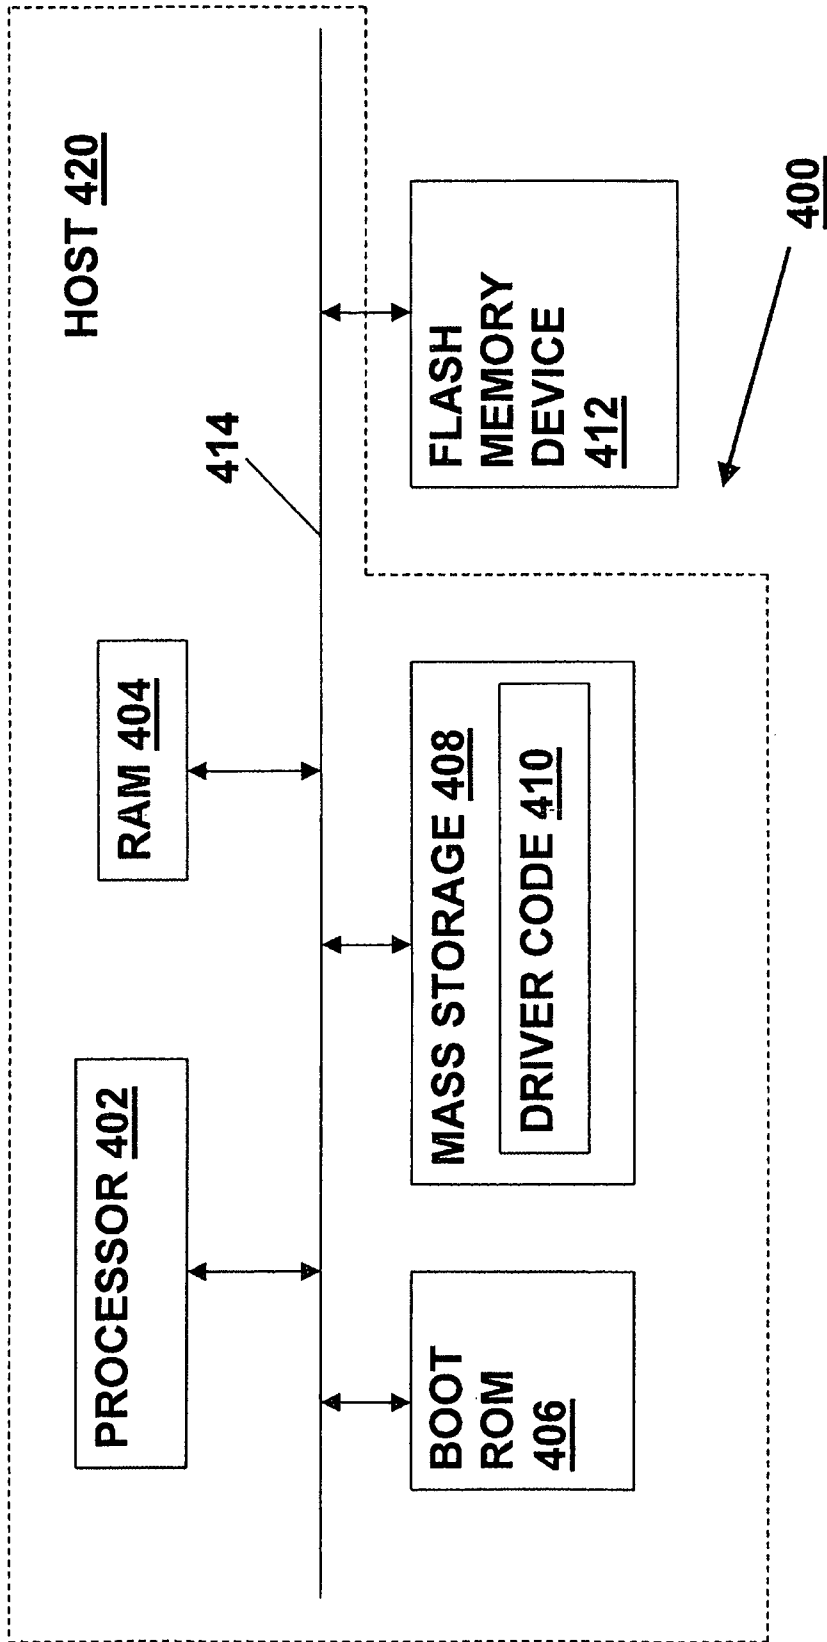 HOST 420
PROCESSOR 402
RAM 404
414
BOOT
ROM
406
MASS STORAGE 408
DRIVER CODE 410
FLASH
MEMORY
DEVICE
412
400